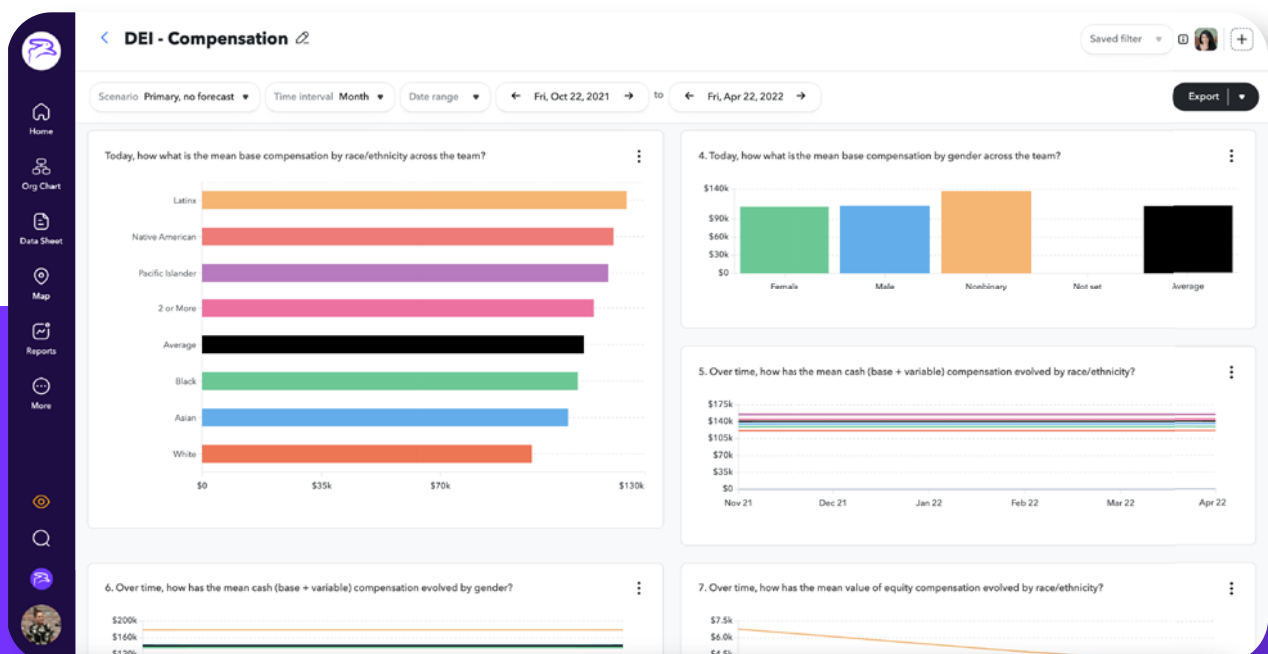 DEI - Compensation
Saved filter
Home
Org Chart
Data Sheet
Map
Reports
More
Scenario Primary, no forecast
Time interval Month
Date range
Fri, Oct 22, 2021
to
Fri, Apr 22, 2022
Export
Today, how what is the mean base compensation by race/ethnicity across the team?
Latinx
Native American
Pacific Islander
2 or More
Average
Black
Asian
White
$0 $35k $70k $130k
4. Today, how what is the mean base compensation by gender across the team?
$140k
$90k
$60k
$30k
$0
Female Male Nonbinary Not set Average
5. Over time, how has the mean cash (base + variable) compensation evolved by race/ethnicity?
$175k
$140k
$105k
$70k
$35k
$0
Nov 21 Dec 21 Jan 22 Feb 22 Mar 22 Apr 22
6. Over time, how has the mean cash (base + variable) compensation evolved by gender?
$200k
$160k
$120k
7. Over time, how has the mean value of equity compensation evolved by race/ethnicity?
$7.5k
$6.0k
$4.5k